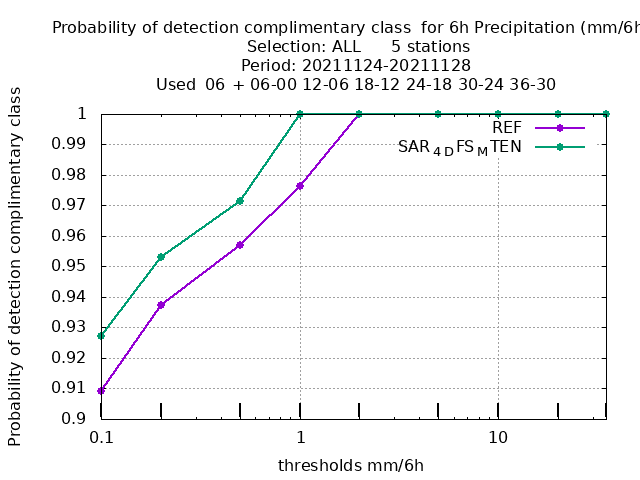 Probability of detection complimentary class  for 6h Precipitation (mm/6h
Selection: ALL      5 stations
Period: 20211124-20211128
Used  06 + 06-00 12-06 18-12 24-18 30-24 36-30
Probability of detection complimentary class
1
0.99
0.98
0.97
0.96
0.95
0.94
0.93
0.92
0.91
0.9
REF
SAR4DFSMTEN
0.1
1
10
thresholds mm/6h